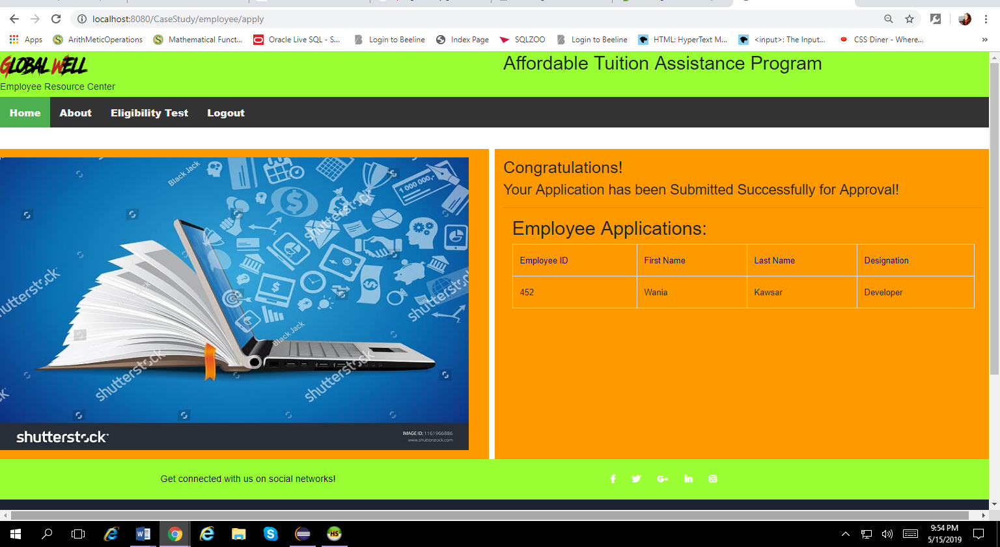 localhost:8080/CaseStudy/employee/apply
Apps ArithMeticOperations Mathematical Funct... Oracle Live SQL - S... Login to Beeline Index Page SQLZOO Login to Beeline HTML: HyperText M... <input>: The Input... CSS Diner - Where... »
GLOBAL WELL
Employee Resource Center
Affordable Tuition Assistance Program
Home About Eligibility Test Logout
Congratulations!
Your Application has been Submitted Successfully for Approval!
Employee Applications:
Employee ID First Name Last Name Designation
452 Wania Kawsar Developer
Black Jack
1 000 000.-
shutterstock
shutterstock
shutterstock
shutterstock
Black Jack
shutterstock
shutterstock
shutterstock
IMAGE ID: 1161966886
www.shutterstock.com
Get connected with us on social networks!
9:54 PM
5/15/2019